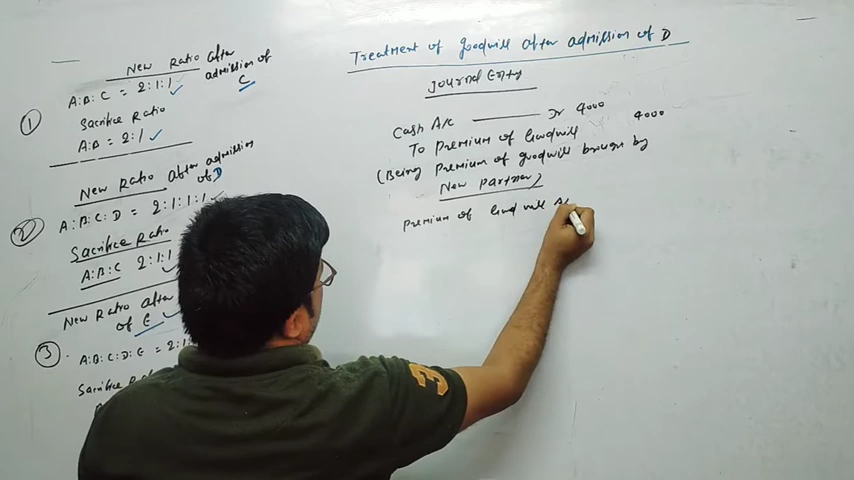 New Ratio after
admission of
C
① A:B:C = 2:1:1
Sacrifice Ratio
A:B = 2:1
New Ratio after admission
of D
② A:B:C:D = 2:1:1:1
Sacrifice Ratio
A:B:C 2:1:1
New Ratio after
of E
③ A:B:C:D:E = 2:1
Sacrifice
Treatment of goodwill after admission of D
Journal Entry
Cash A/c Dr 4000
To Premium of Goodwill 4000
(Being Premium of goodwill brough by
New Partner)
Premium of Goodwill A/
3